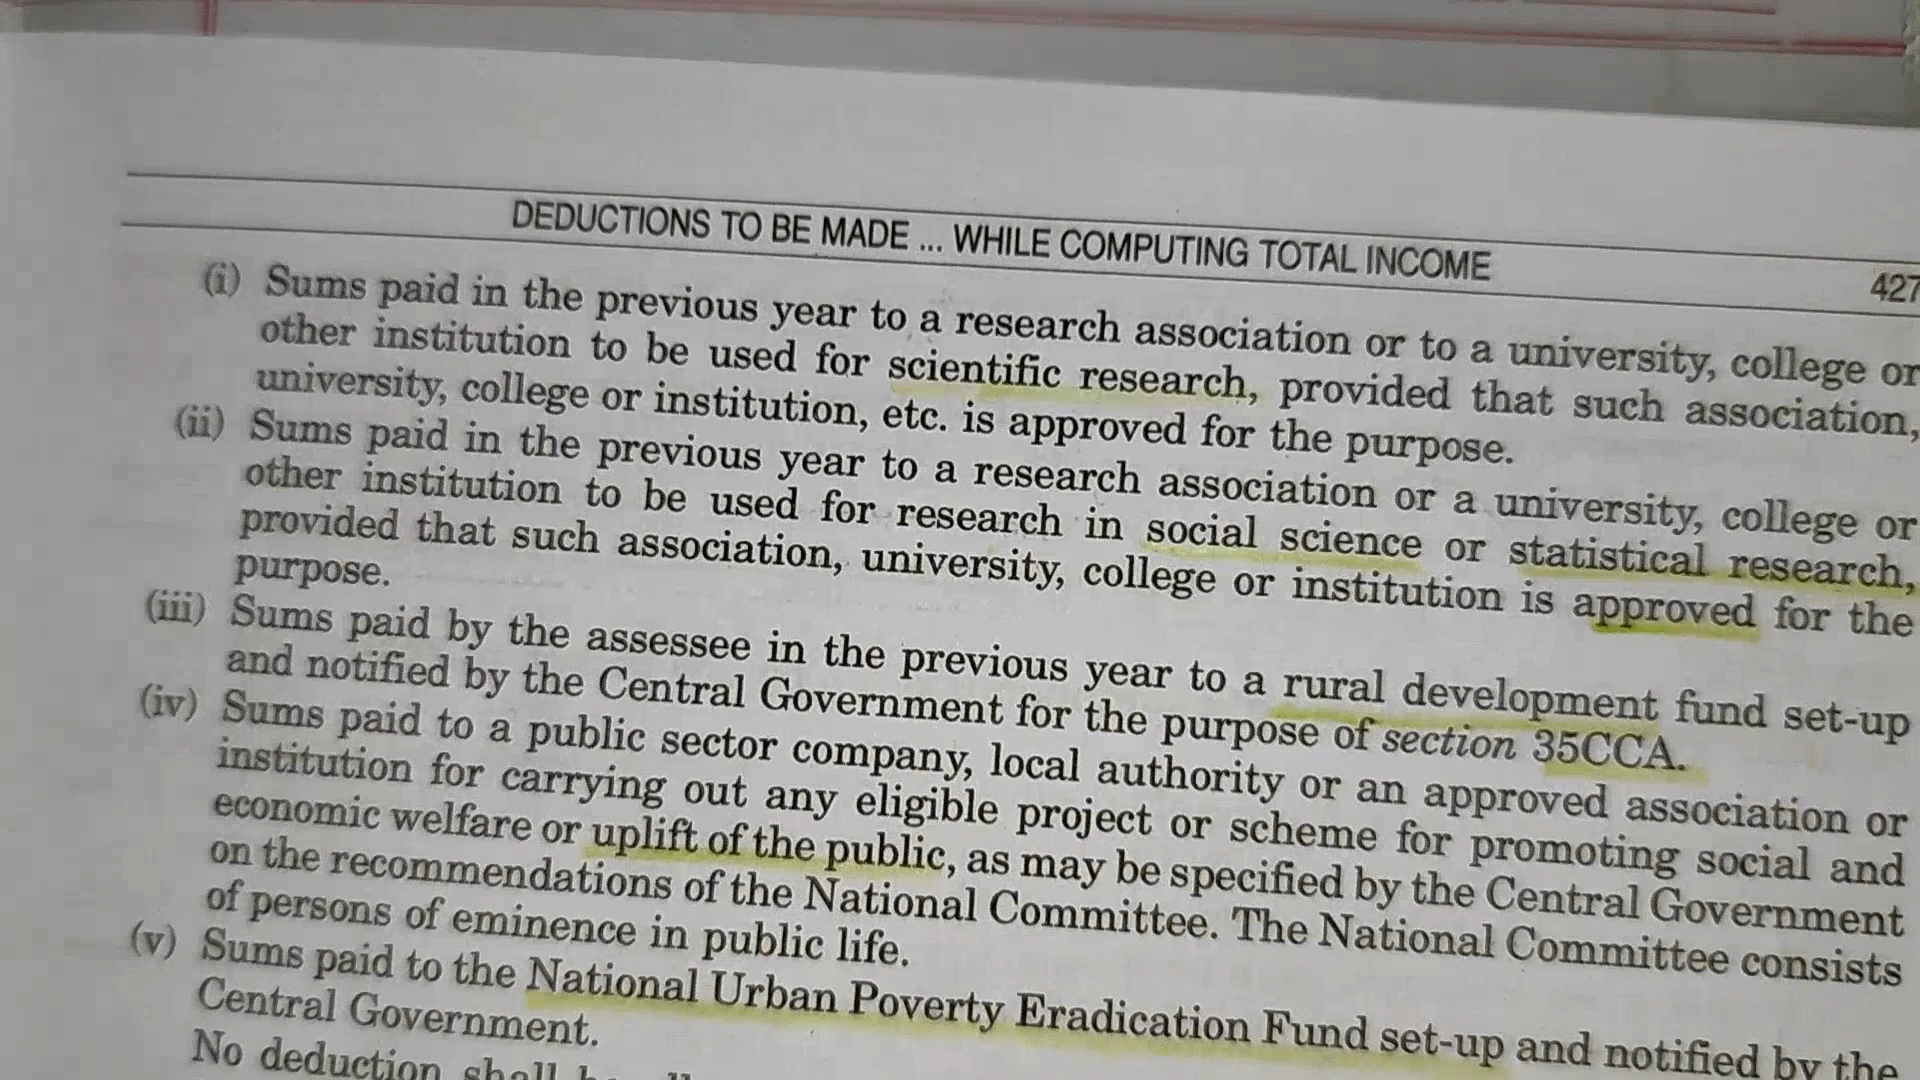 DEDUCTIONS TO BE MADE ... WHILE COMPUTING TOTAL INCOME 427
(i) Sums paid in the previous year to a research association or to a university, college or
other institution to be used for scientific research, provided that such association,
university, college or institution, etc. is approved for the purpose.
(ii) Sums paid in the previous year to a research association or a university, college or
other institution to be used for research in social science or statistical research,
provided that such association, university, college or institution is approved for the
purpose.
(iii) Sums paid by the assessee in the previous year to a rural development fund set-up
and notified by the Central Government for the purpose of section 35CCA.
(iv) Sums paid to a public sector company, local authority or an approved association or
institution for carrying out any eligible project or scheme for promoting social and
economic welfare or uplift of the public, as may be specified by the Central Government
on the recommendations of the National Committee. The National Committee consists
of persons of eminence in public life.
(v) Sums paid to the National Urban Poverty Eradication Fund set-up and notified by the
Central Government.
No deduction shall